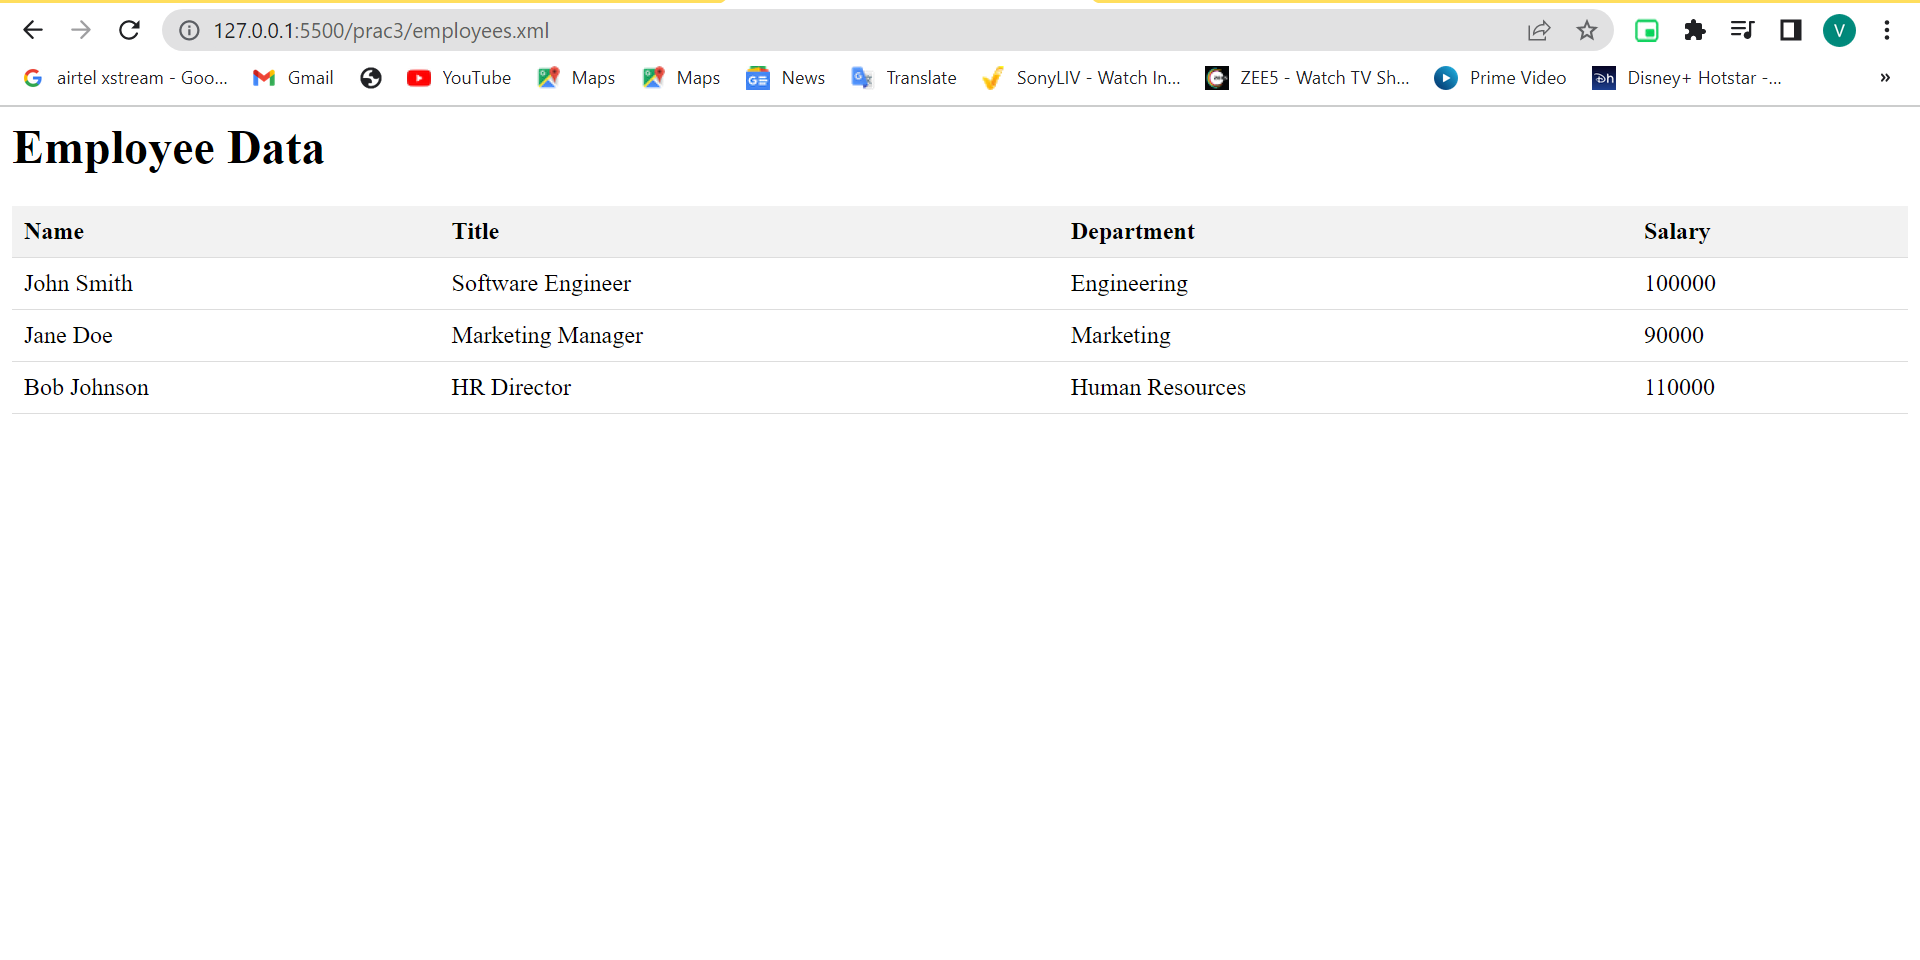 127.0.0.1:5500/prac3/employees.xml
V
airtel xstream - Goo... Gmail YouTube Maps Maps News Translate SonyLIV - Watch In... ZEE5 - Watch TV Sh... Prime Video Disney+ Hotstar -... »
Employee Data
Name Title Department Salary
John Smith Software Engineer Engineering 100000
Jane Doe Marketing Manager Marketing 90000
Bob Johnson HR Director Human Resources 110000